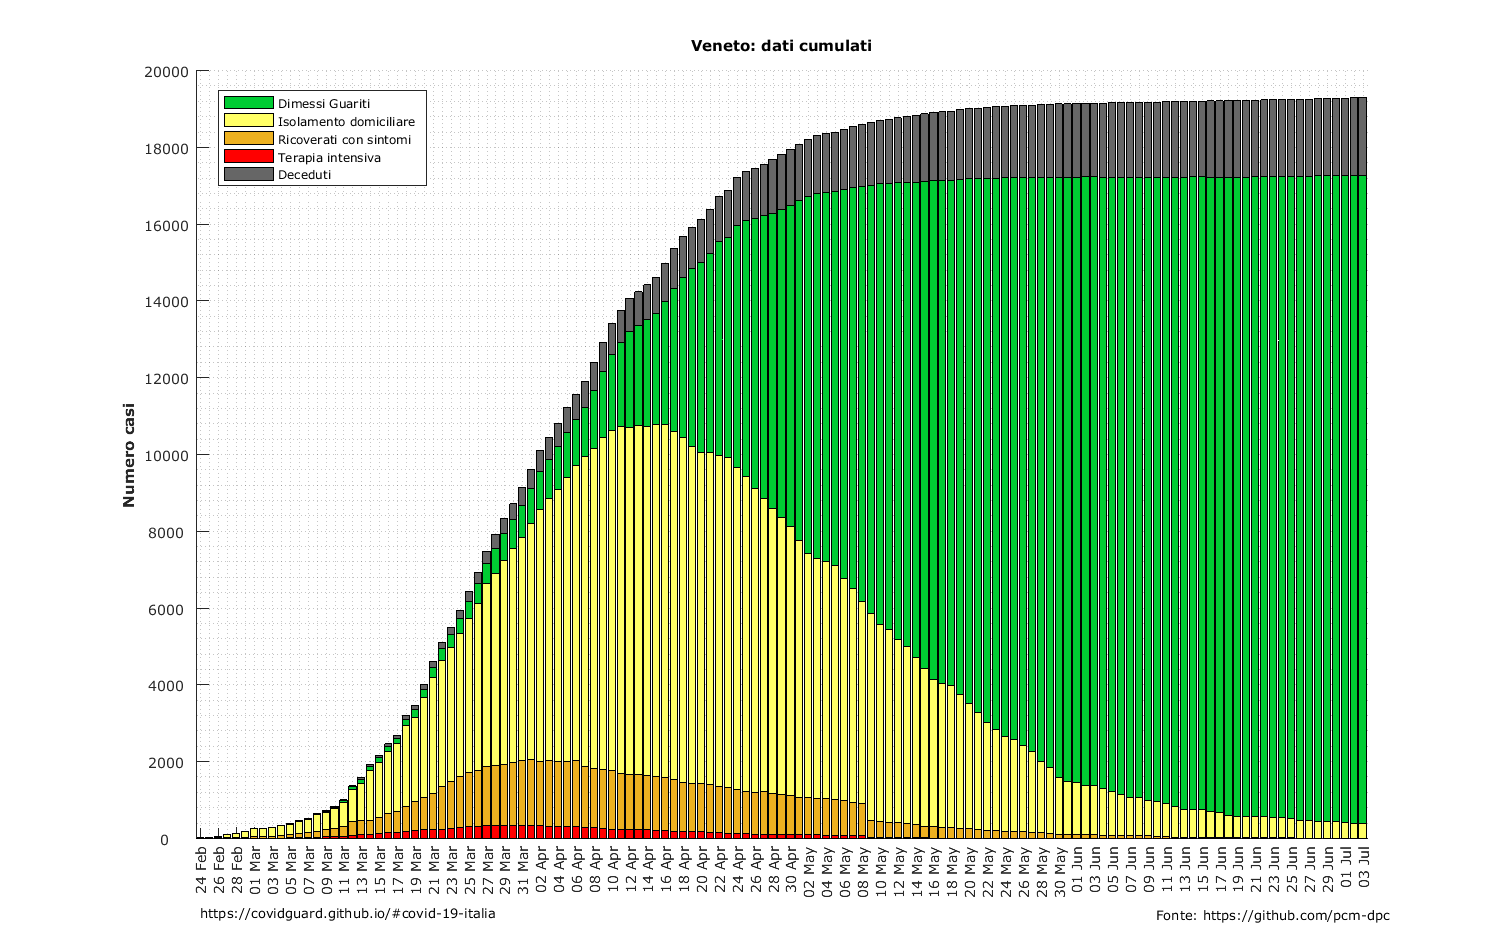 Veneto: dati cumulati
20000
18000
16000
14000
12000
10000
8000
6000
4000
2000
0
Numero casi
Dimessi Guariti
Isolamento domiciliare
Ricoverati con sintomi
Terapia intensiva
Deceduti
24 Feb
26 Feb
28 Feb
01 Mar
03 Mar
05 Mar
07 Mar
09 Mar
11 Mar
13 Mar
15 Mar
17 Mar
19 Mar
21 Mar
23 Mar
25 Mar
27 Mar
29 Mar
31 Mar
02 Apr
04 Apr
06 Apr
08 Apr
10 Apr
12 Apr
14 Apr
16 Apr
18 Apr
20 Apr
22 Apr
24 Apr
26 Apr
28 Apr
30 Apr
02 May
04 May
06 May
08 May
10 May
12 May
14 May
16 May
18 May
20 May
22 May
24 May
26 May
28 May
30 May
01 Jun
03 Jun
05 Jun
07 Jun
09 Jun
11 Jun
13 Jun
15 Jun
17 Jun
19 Jun
21 Jun
23 Jun
25 Jun
27 Jun
29 Jun
01 Jul
03 Jul
https://covidguard.github.io/#covid-19-italia
Fonte: https://github.com/pcm-dpc